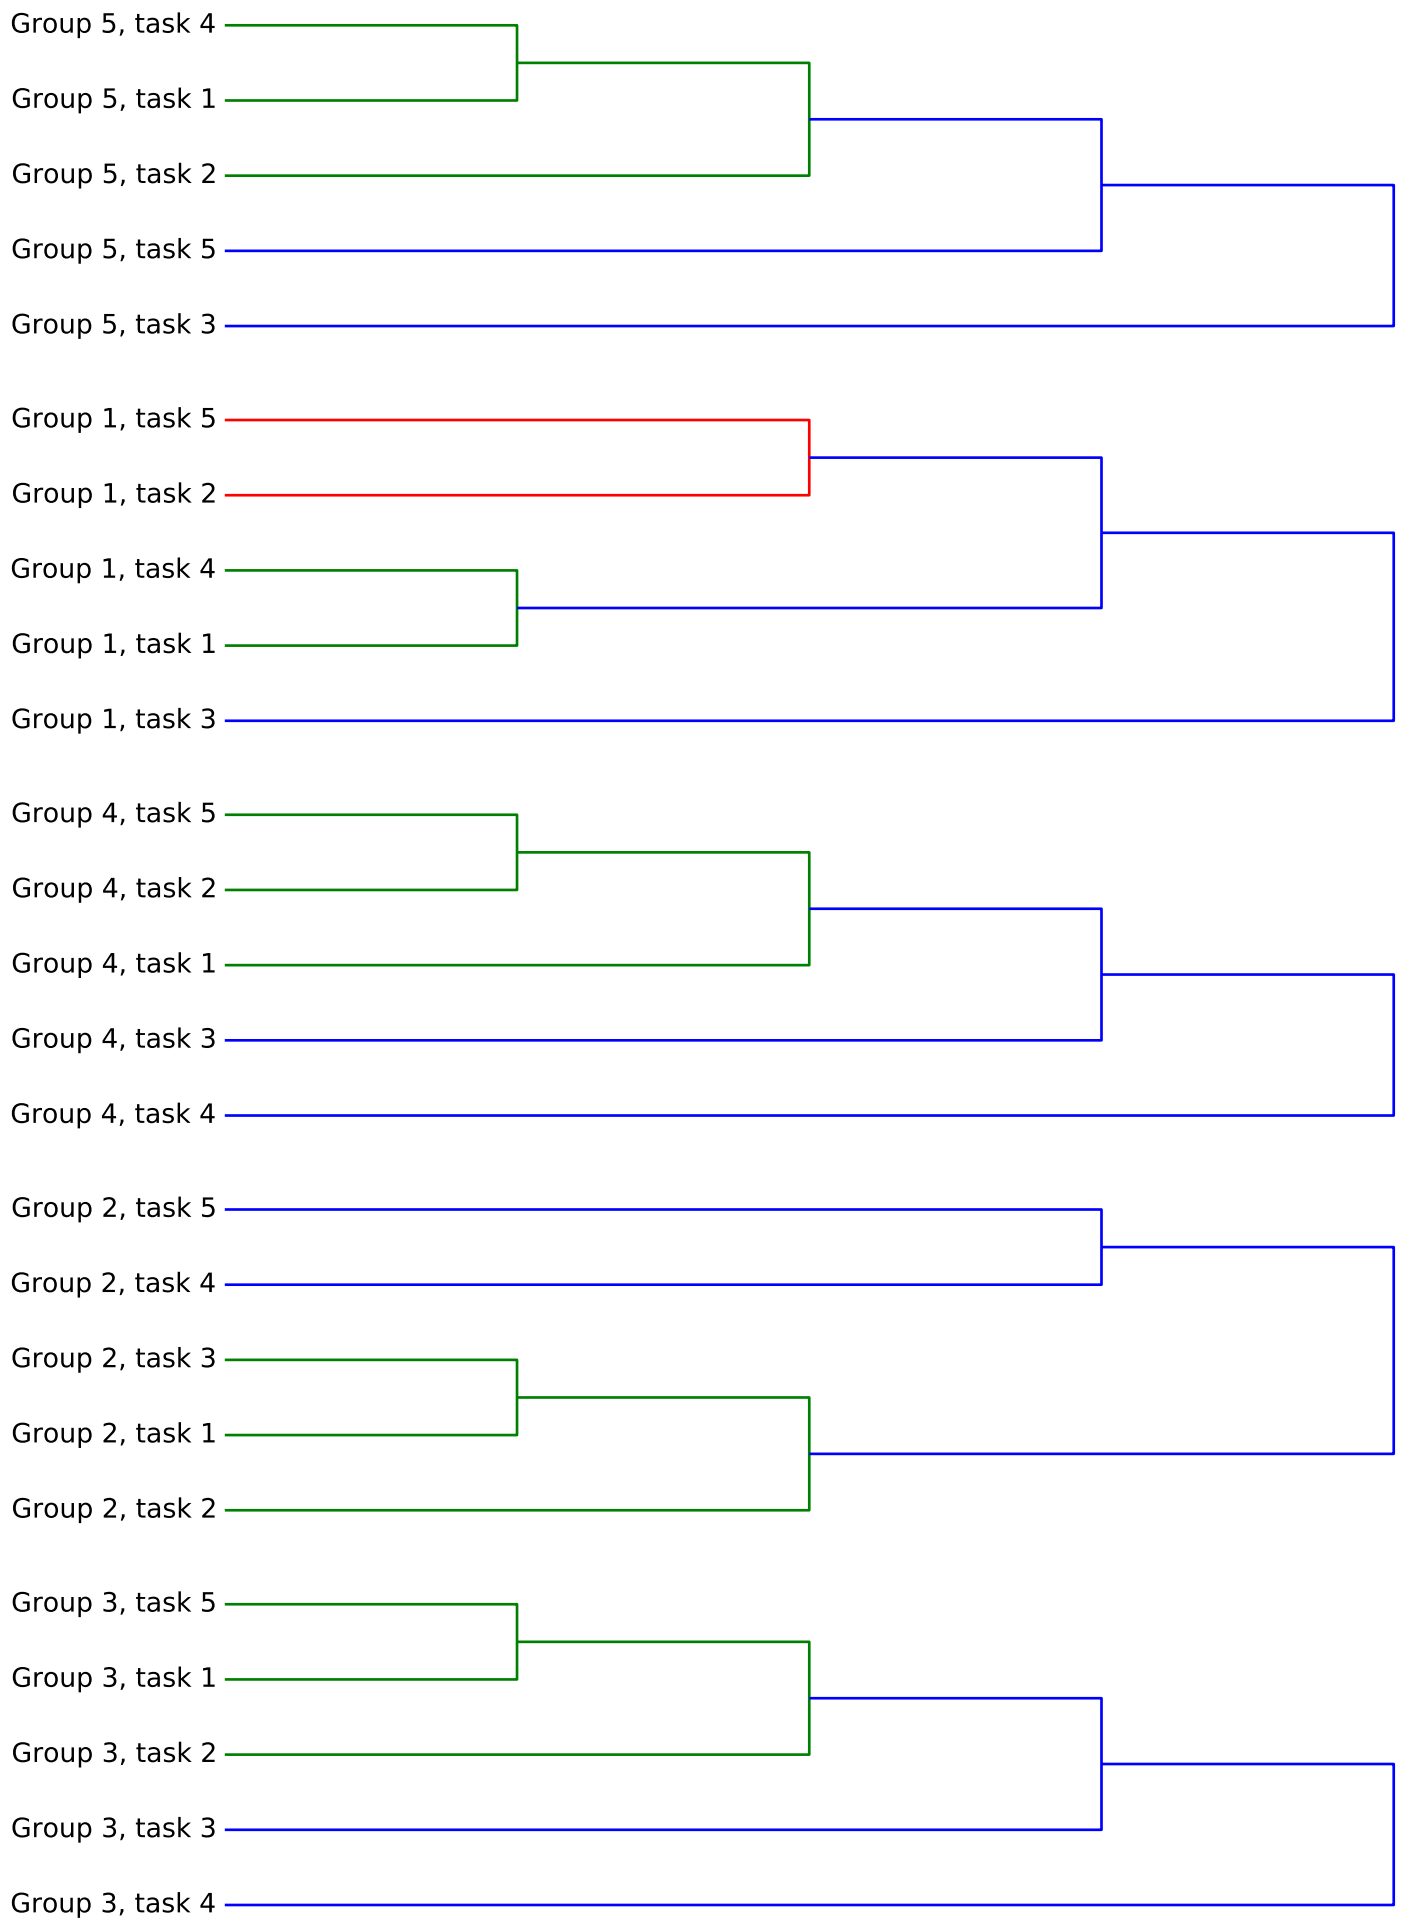 Group 5, task 4
Group 5, task 1
Group 5, task 2
Group 5, task 5
Group 5, task 3
Group 1, task 5
Group 1, task 2
Group 1, task 4
Group 1, task 1
Group 1, task 3
Group 4, task 5
Group 4, task 2
Group 4, task 1
Group 4, task 3
Group 4, task 4
Group 2, task 5
Group 2, task 4
Group 2, task 3
Group 2, task 1
Group 2, task 2
Group 3, task 5
Group 3, task 1
Group 3, task 2
Group 3, task 3
Group 3, task 4